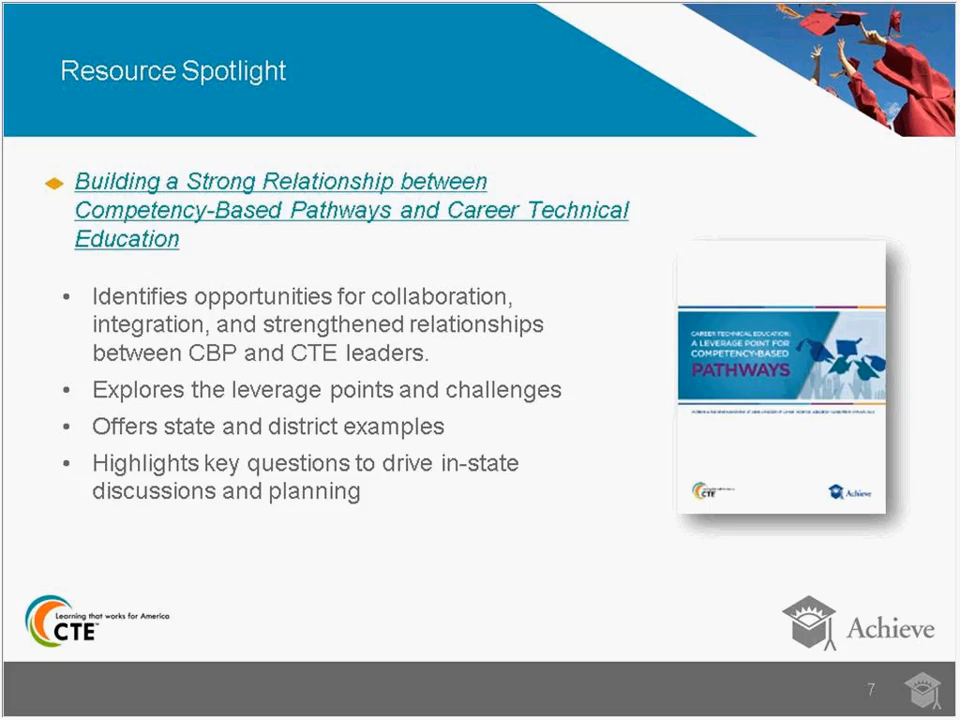 Resource Spotlight
Building a Strong Relationship between
Competency-Based Pathways and Career Technical
Education
• Identifies opportunities for collaboration,
integration, and strengthened relationships
between CBP and CTE leaders.
• Explores the leverage points and challenges
• Offers state and district examples
• Highlights key questions to drive in-state
discussions and planning
CAREER TECHNICAL EDUCATION:
A LEVERAGE POINT FOR
COMPETENCY-BASED
PATHWAYS
CTE
Achieve
Learning that works for America
CTE™
Achieve
7